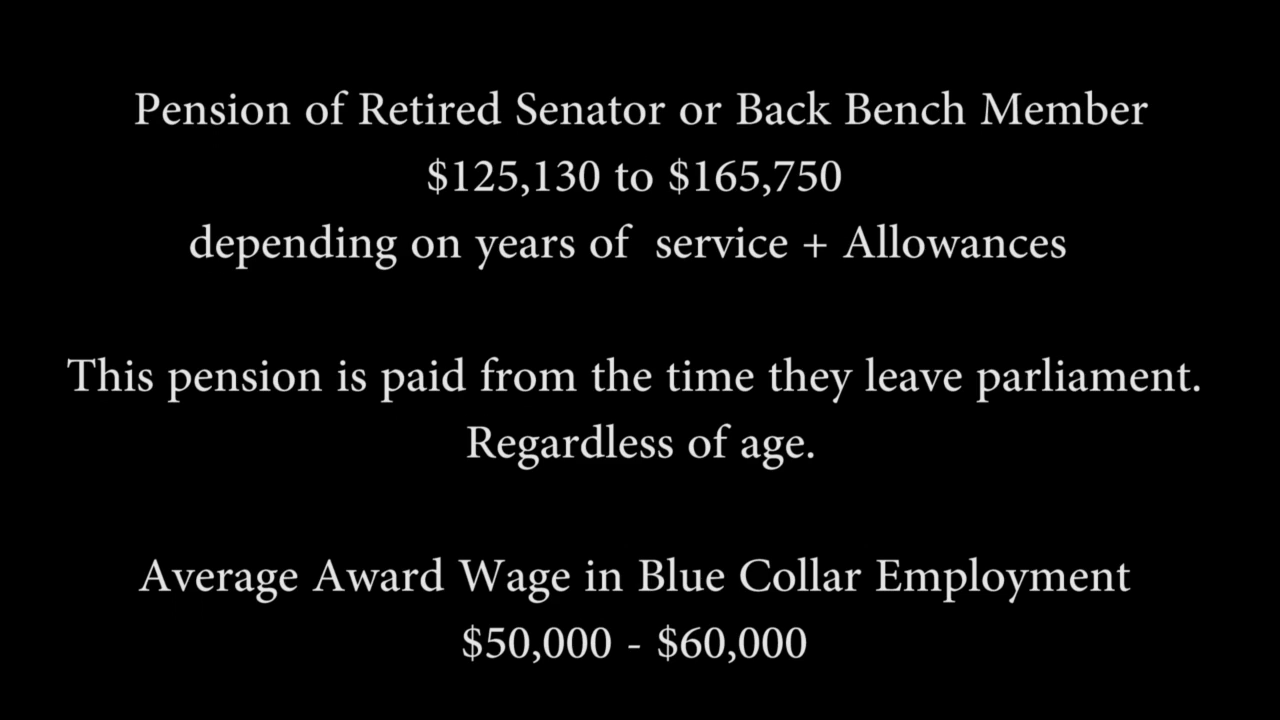 Pension of Retired Senator or Back Bench Member
$125,130 to $165,750
depending on years of service + Allowances
This pension is paid from the time they leave parliament.
Regardless of age.
Average Award Wage in Blue Collar Employment
$50,000 - $60,000